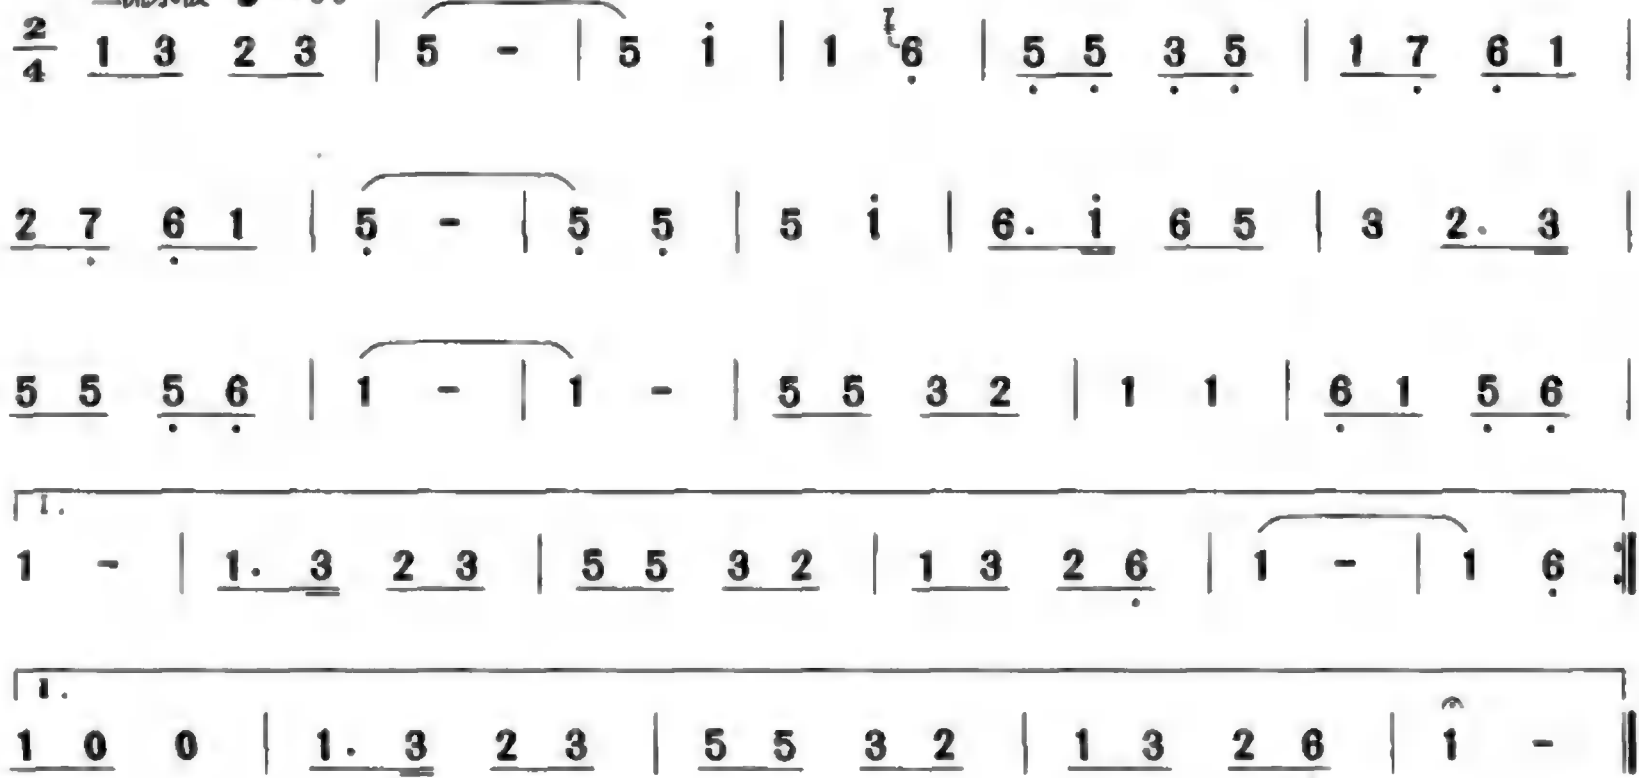 2/4 1 3 2 3 | 5 - | 5 i | 1 7 6 | 5 5 3 5 | 1 7 6 1 |
2 7 6 1 | 5 - | 5 5 | 5 i | 6. i 6 5 | 3 2. 3 |
5 5 5 6 | 1 - | 1 - | 5 5 3 2 | 1 1 | 6 1 5 6 |
I.
1 - | 1. 3 2 3 | 5 5 3 2 | 1 3 2 6 | 1 - | 1 6 :‖
II.
1 0 0 | 1. 3 2 3 | 5 5 3 2 | 1 3 2 6 | 1 - ‖